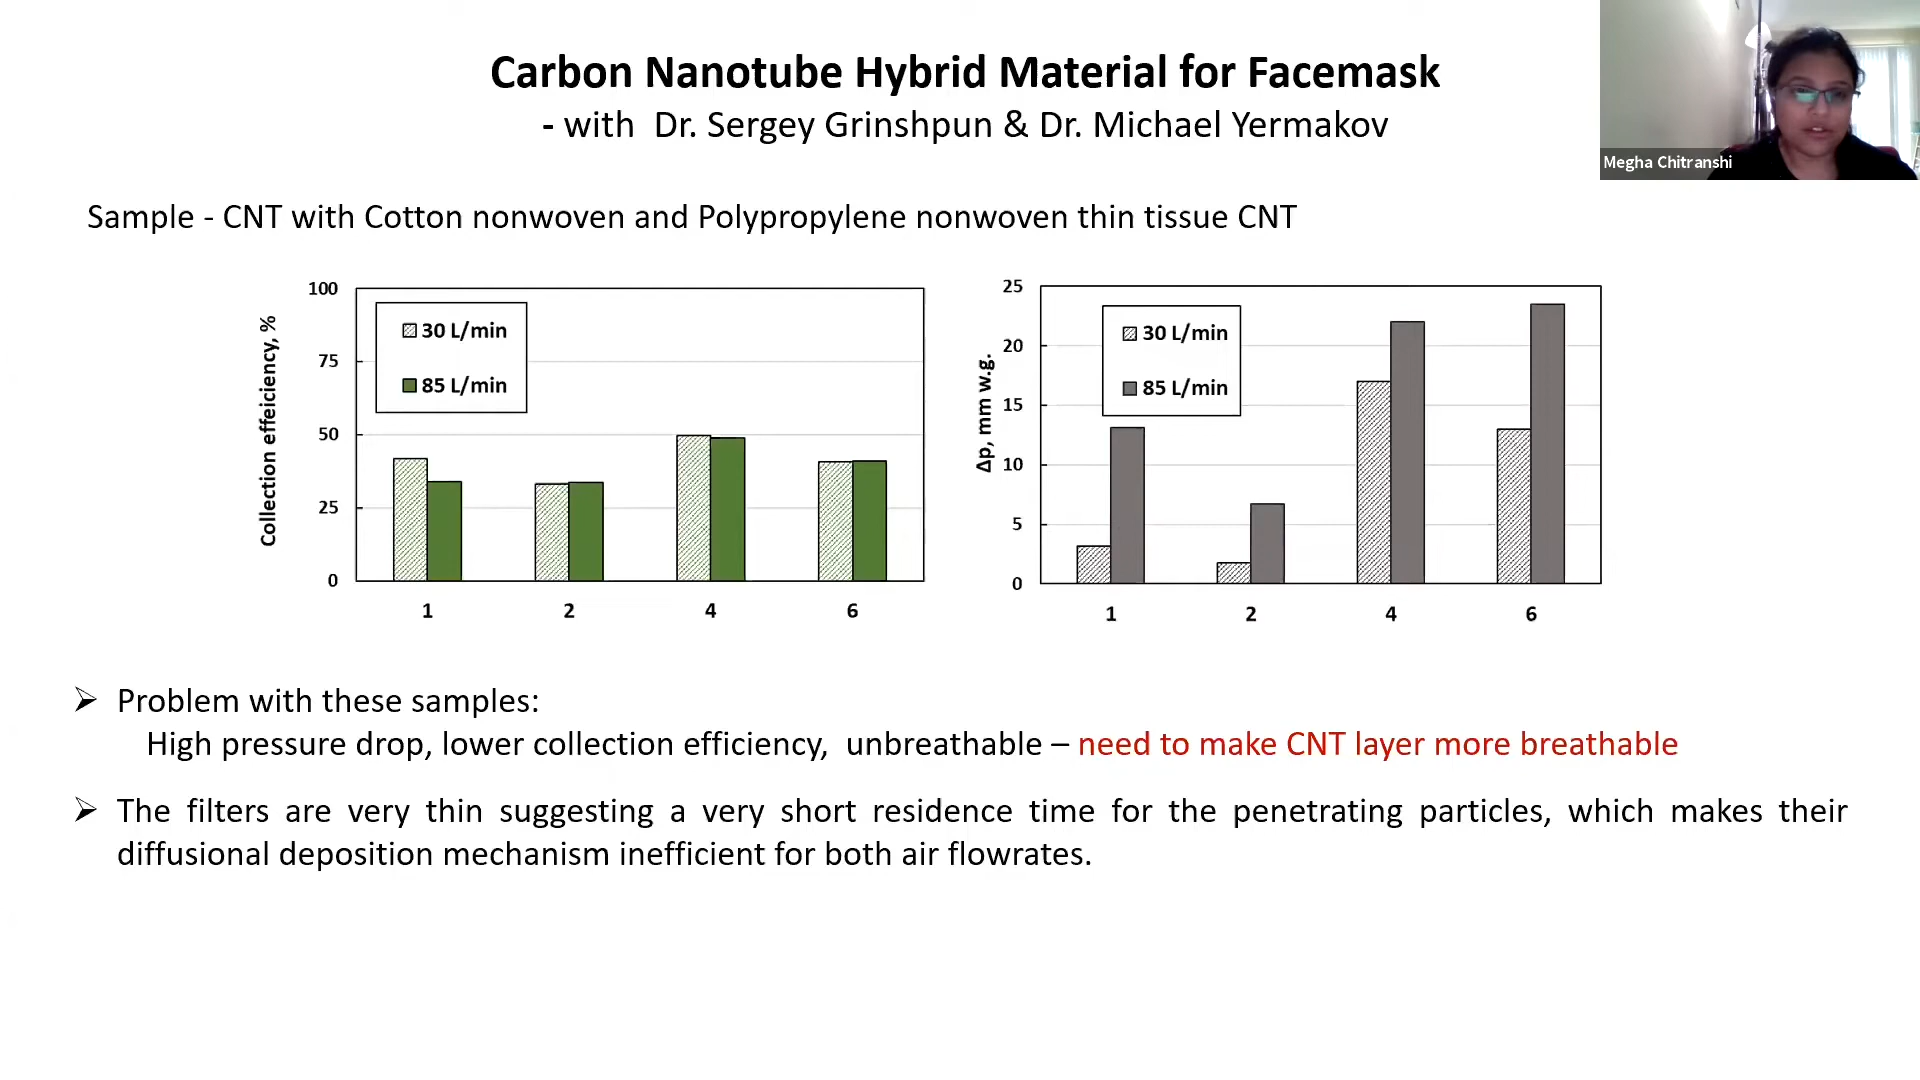 Carbon Nanotube Hybrid Material for Facemask
- with Dr. Sergey Grinshpun & Dr. Michael Yermakov
Megha Chitranshi
Sample - CNT with Cotton nonwoven and Polypropylene nonwoven thin tissue CNT
Collection effeiciency, %
100
75
50
25
0
30 L/min
85 L/min
1 2 4 6
Δp, mm w.g.
25
20
15
10
5
0
30 L/min
85 L/min
1 2 4 6
➢ Problem with these samples:
High pressure drop, lower collection efficiency, unbreathable – need to make CNT layer more breathable
➢ The filters are very thin suggesting a very short residence time for the penetrating particles, which makes their
diffusional deposition mechanism inefficient for both air flowrates.